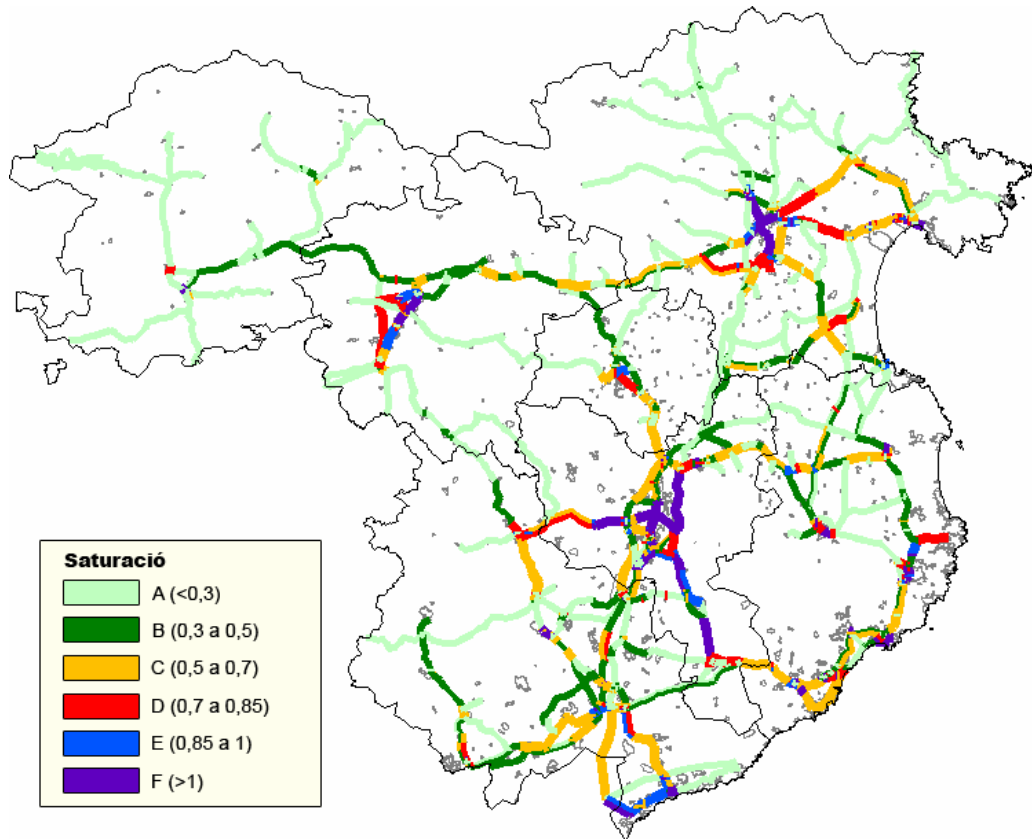 Saturació
A (<0,3)
B (0,3 a 0,5)
C (0,5 a 0,7)
D (0,7 a 0,85)
E (0,85 a 1)
F (>1)